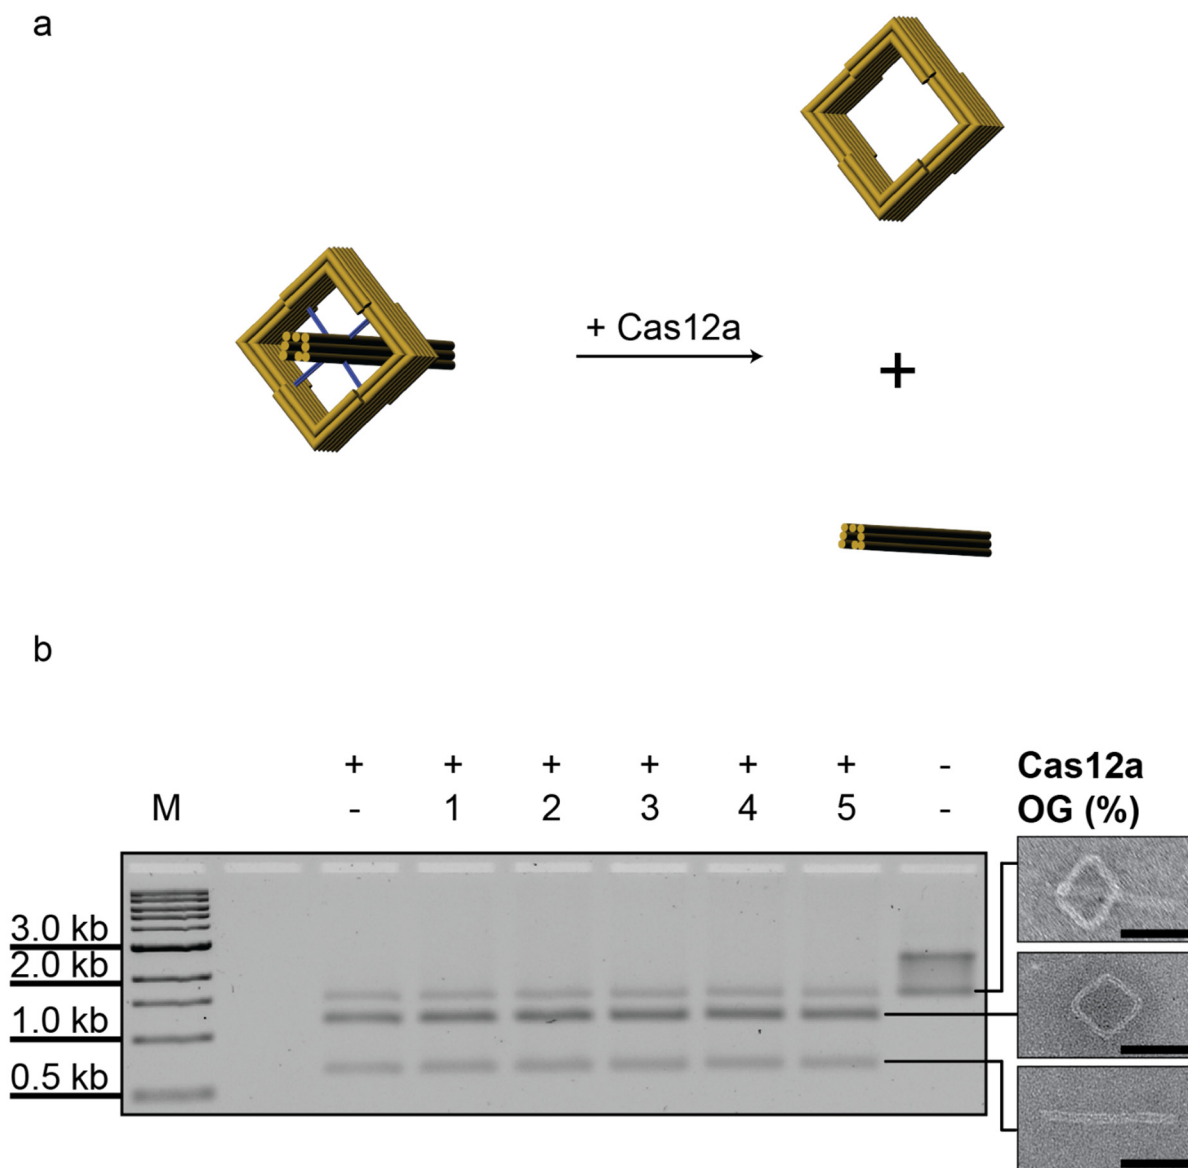 a
+ Cas12a
+
b
+ + + + + + - Cas12a
M - 1 2 3 4 5 - OG (%)
3.0 kb
2.0 kb
1.0 kb
0.5 kb